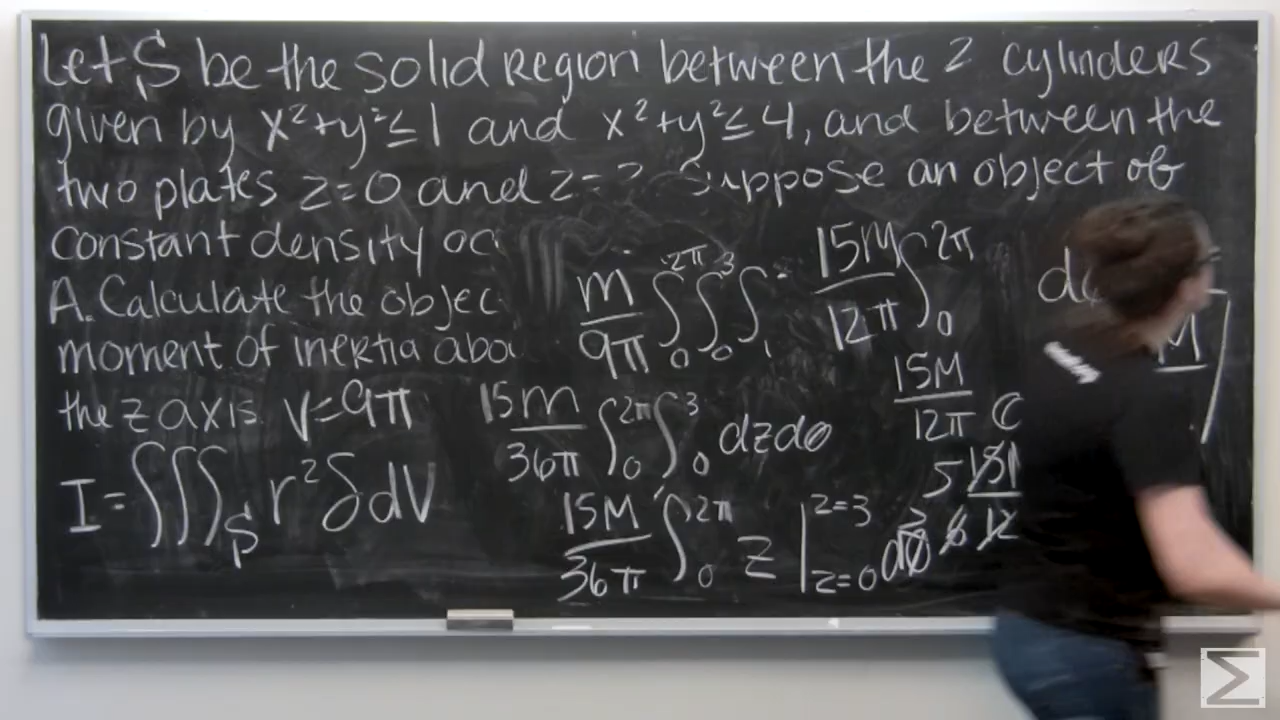 Let S be the solid region between the 2 cylinders
given by x²+y²≤1 and x²+y²≤4, and between the
two plates z=0 and z=? Suppose an object of
constant density oc
A. Calculate the objec
moment of inertia abo
the z axis. V=9π
I=∫∫∫_S r²δdV
m/9π ∫₀^2π ∫₀^3 ∫₁
15m/36π ∫₀^2π ∫₀^3 dzdθ
15M/36π ∫₀^2π z |_z=0^z=3 dθ
15M/12π ∫₀^2π
15M/12π
M